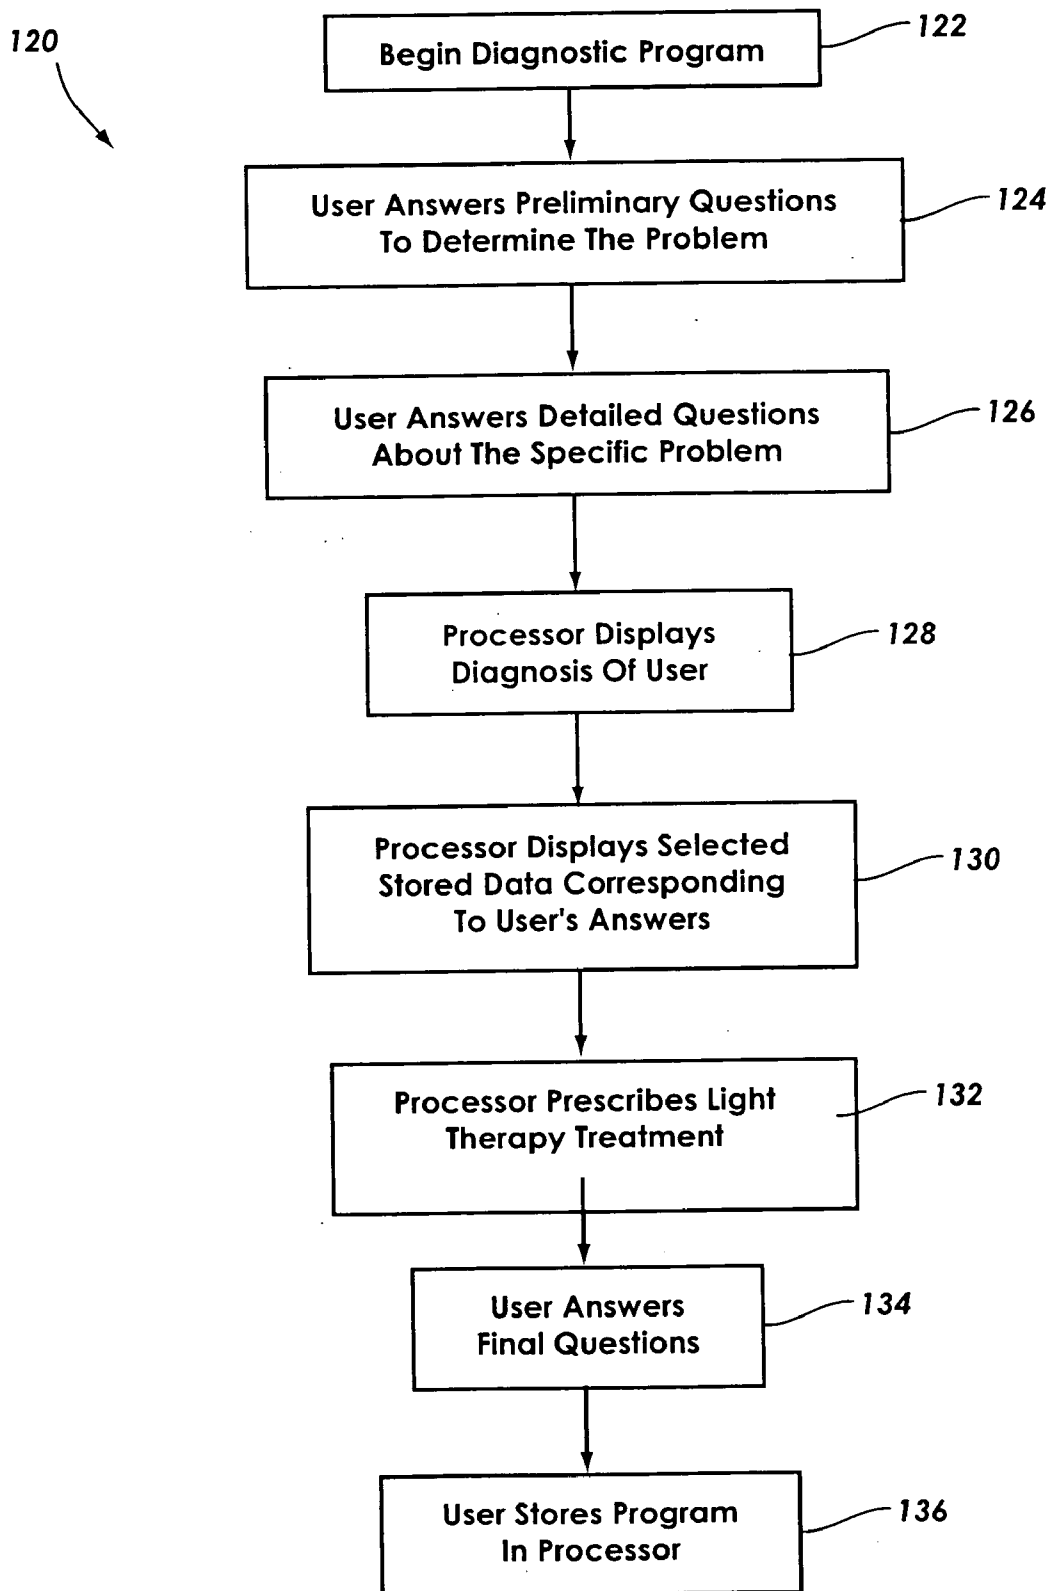 120
122
Begin Diagnostic Program
124
User Answers Preliminary Questions
To Determine The Problem
126
User Answers Detailed Questions
About The Specific Problem
128
Processor Displays
Diagnosis Of User
130
Processor Displays Selected
Stored Data Corresponding
To User's Answers
132
Processor Prescribes Light
Therapy Treatment
134
User Answers
Final Questions
136
User Stores Program
In Processor